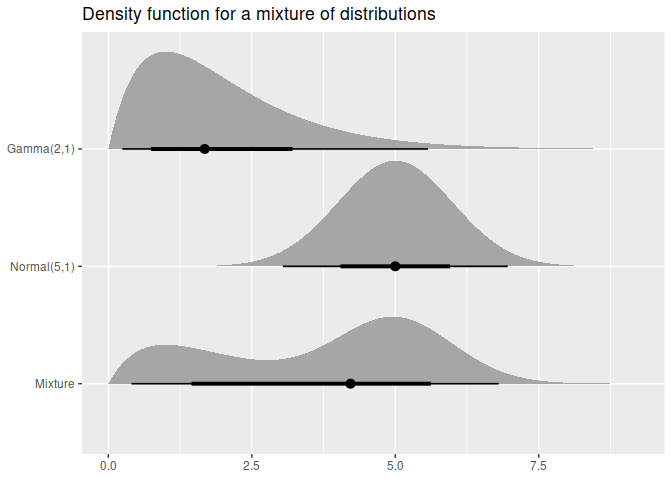 Density function for a mixture of distributions
Gamma(2,1)
Normal(5,1)
Mixture
0.0 2.5 5.0 7.5